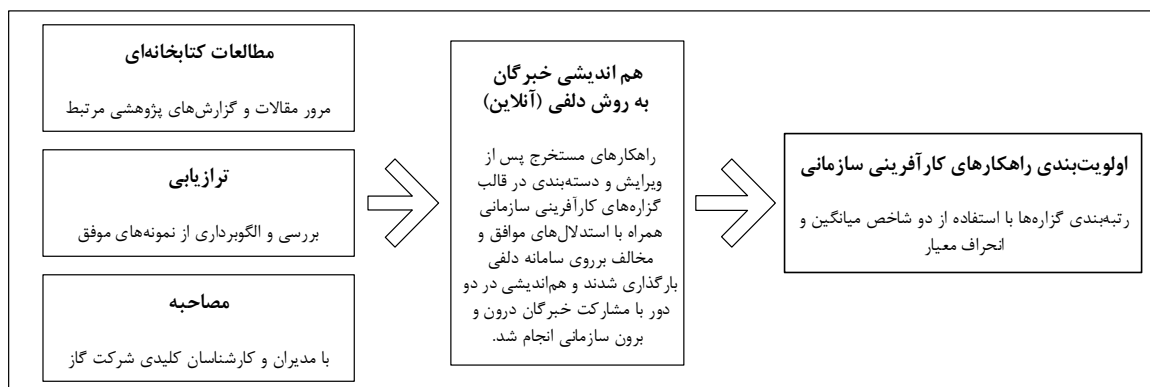 مطالعات کتابخانه‌ای
مرور مقالات و گزارش‌های پژوهشی مرتبط
ترازیابی
بررسی و الگوبرداری از نمونه‌های موفق
مصاحبه
با مدیران و کارشناسان کلیدی شرکت گاز
هم اندیشی خبرگان
به روش دلفی (آنلاین)
راهکارهای مستخرج پس از
ویرایش و دسته‌بندی در قالب
گزاره‌های کارآفرینی سازمانی
همراه با استدلال‌های موافق و
مخالف برروی سامانه دلفی
بارگذاری شدند و هم‌اندیشی در دو
دور با مشارکت خبرگان درون و
برون سازمانی انجام شد.
اولویت‌بندی راهکارهای کارآفرینی سازمانی
رتبه‌بندی گزاره‌ها با استفاده از دو شاخص میانگین و
انحراف معیار